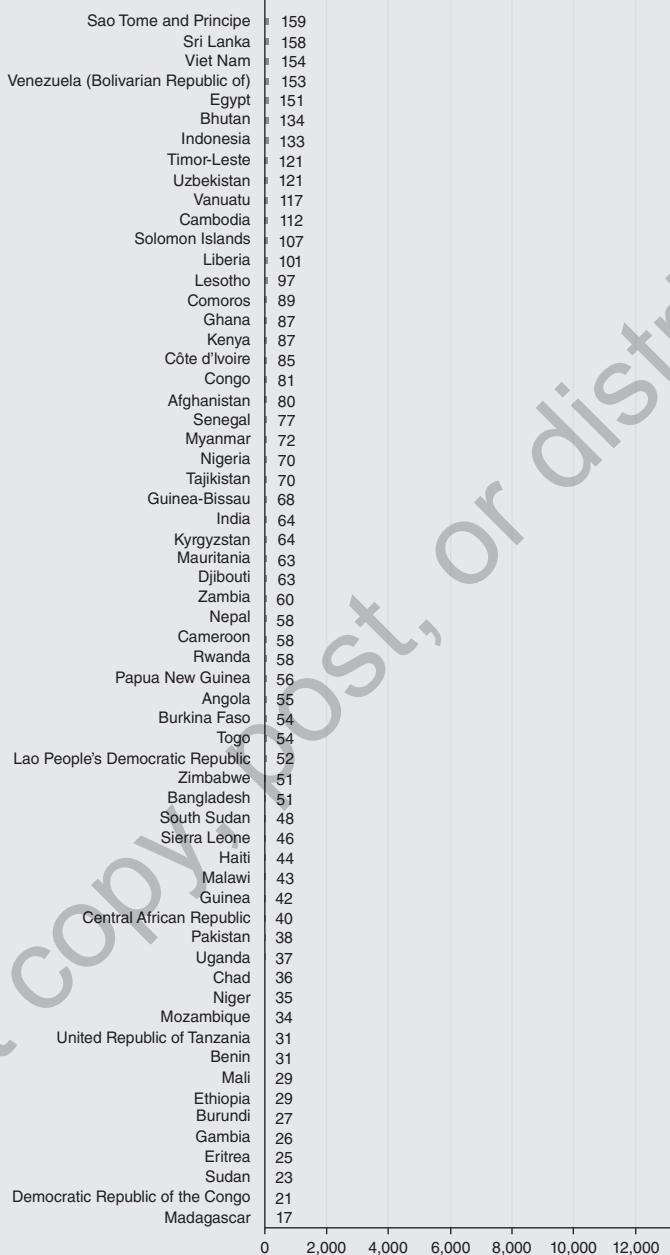 Sao Tome and Principe 159
Sri Lanka 158
Viet Nam 154
Venezuela (Bolivarian Republic of) 153
Egypt 151
Bhutan 134
Indonesia 133
Timor-Leste 121
Uzbekistan 121
Vanuatu 117
Cambodia 112
Solomon Islands 107
Liberia 101
Lesotho 97
Comoros 89
Ghana 87
Kenya 87
Côte d'Ivoire 85
Congo 81
Afghanistan 80
Senegal 77
Myanmar 72
Nigeria 70
Tajikistan 70
Guinea-Bissau 68
India 64
Kyrgyzstan 64
Mauritania 63
Djibouti 63
Zambia 60
Nepal 58
Cameroon 58
Rwanda 58
Papua New Guinea 56
Angola 55
Burkina Faso 54
Togo 54
Lao People's Democratic Republic 52
Zimbabwe 51
Bangladesh 51
South Sudan 48
Sierra Leone 46
Haiti 44
Malawi 43
Guinea 42
Central African Republic 40
Pakistan 38
Uganda 37
Chad 36
Niger 35
Mozambique 34
United Republic of Tanzania 31
Benin 31
Mali 29
Ethiopia 29
Burundi 27
Gambia 26
Eritrea 25
Sudan 23
Democratic Republic of the Congo 21
Madagascar 17
0 2,000 4,000 6,000 8,000 10,000 12,000
copy, post, or